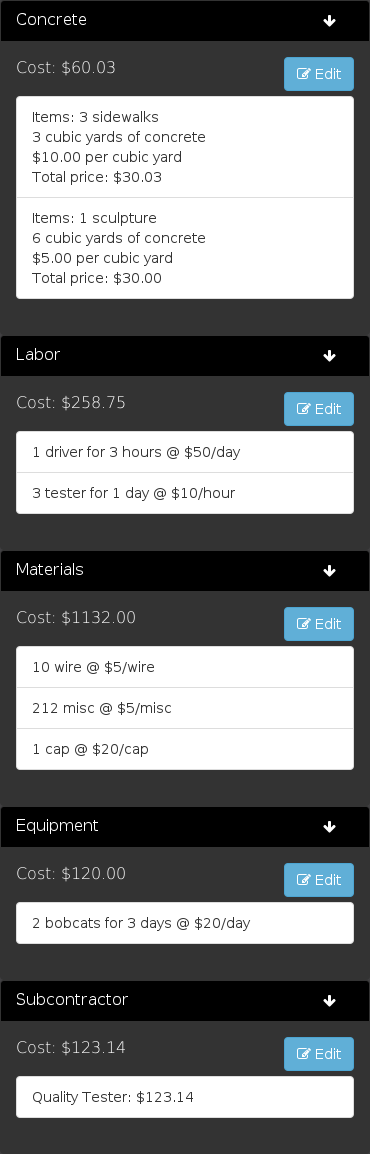 Concrete
Cost: $60.03
Edit
Items: 3 sidewalks
3 cubic yards of concrete
$10.00 per cubic yard
Total price: $30.03
Items: 1 sculpture
6 cubic yards of concrete
$5.00 per cubic yard
Total price: $30.00
Labor
Cost: $258.75
Edit
1 driver for 3 hours @ $50/day
3 tester for 1 day @ $10/hour
Materials
Cost: $1132.00
Edit
10 wire @ $5/wire
212 misc @ $5/misc
1 cap @ $20/cap
Equipment
Cost: $120.00
Edit
2 bobcats for 3 days @ $20/day
Subcontractor
Cost: $123.14
Edit
Quality Tester: $123.14